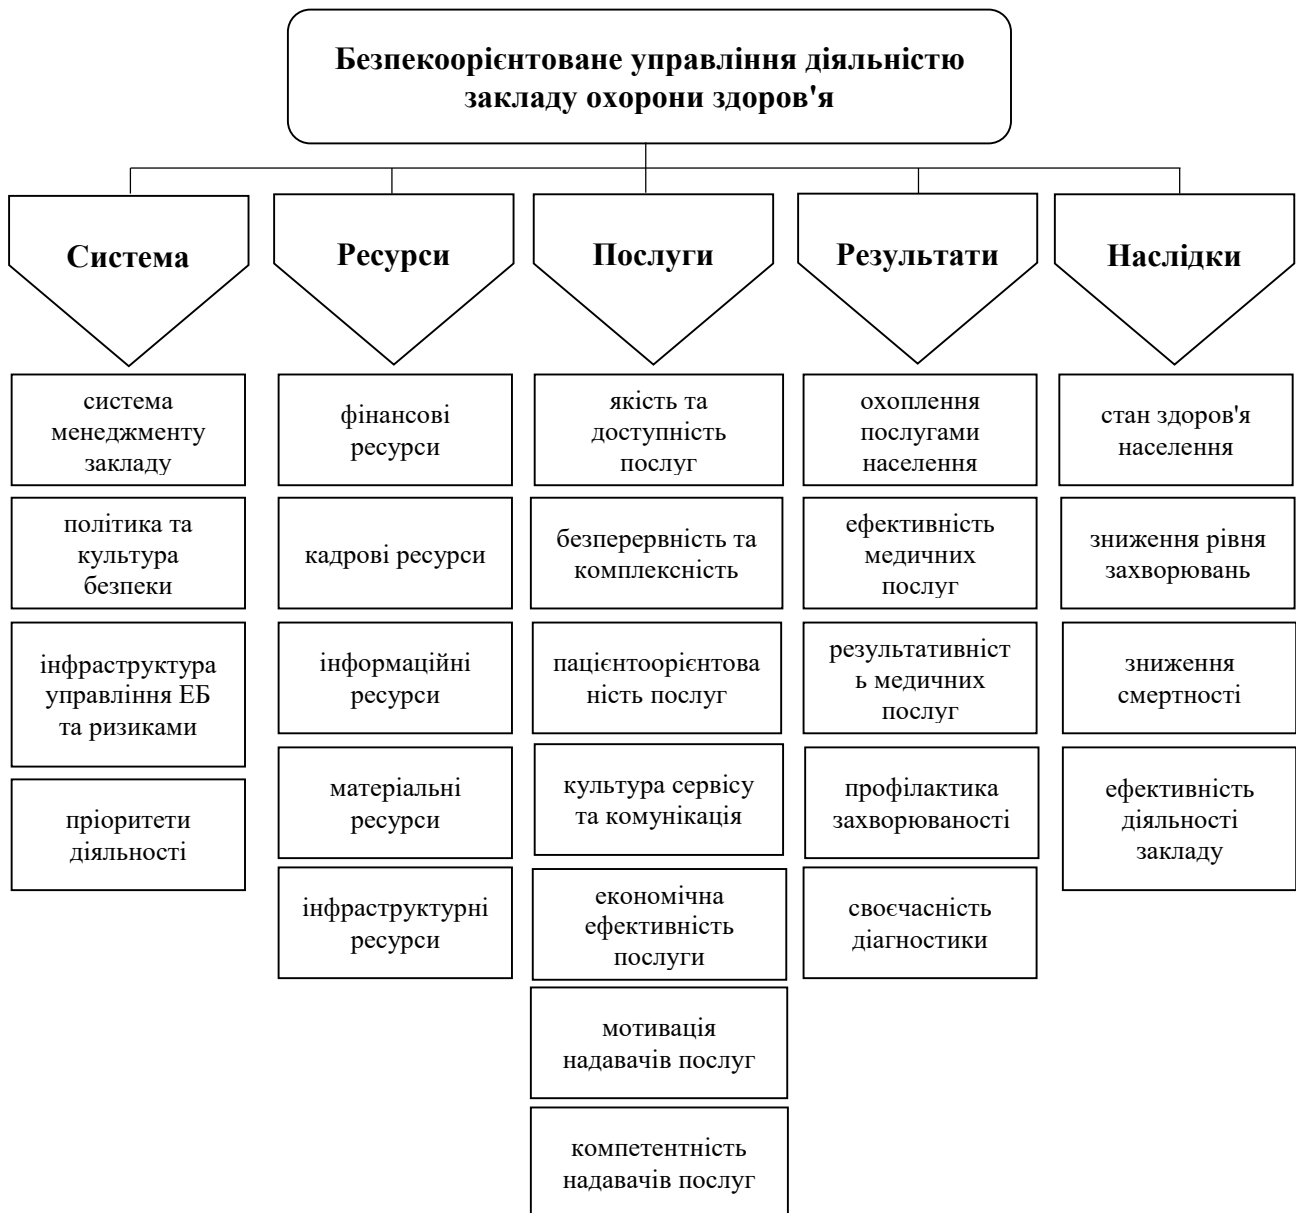 Безпекоорієнтоване управління діяльністю
закладу охорони здоров'я
Система
Ресурси
Послуги
Результати
Наслідки
система
менеджменту
закладу
політика та
культура
безпеки
інфраструктура
управління ЕБ
та ризиками
пріоритети
діяльності
фінансові
ресурси
кадрові ресурси
інформаційні
ресурси
матеріальні
ресурси
інфраструктурні
ресурси
якість та
доступність
послуг
безперервність та
комплексність
пацієнтоорієнтова
ність послуг
культура сервісу
та комунікація
економічна
ефективність
послуги
мотивація
надавачів послуг
компетентність
надавачів послуг
охоплення
послугами
населення
ефективність
медичних
послуг
результативніст
ь медичних
послуг
профілактика
захворюваності
своєчасність
діагностики
стан здоров'я
населення
зниження рівня
захворювань
зниження
смертності
ефективність
діяльності
закладу